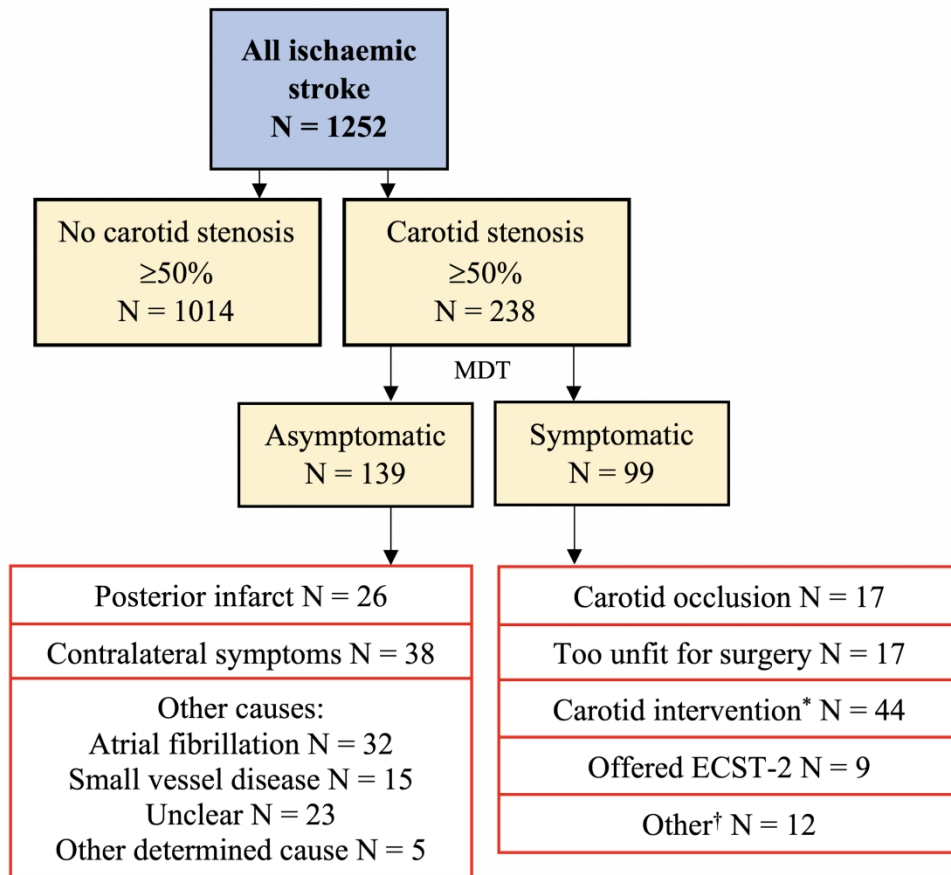 All ischaemic
stroke
N = 1252
No carotid stenosis
≥50%
N = 1014
Carotid stenosis
≥50%
N = 238
MDT
Asymptomatic
N = 139
Symptomatic
N = 99
Posterior infarct N = 26
Contralateral symptoms N = 38
Other causes:
Atrial fibrillation N = 32
Small vessel disease N = 15
Unclear N = 23
Other determined cause N = 5
Carotid occlusion N = 17
Too unfit for surgery N = 17
Carotid intervention* N = 44
Offered ECST-2 N = 9
Other† N = 12